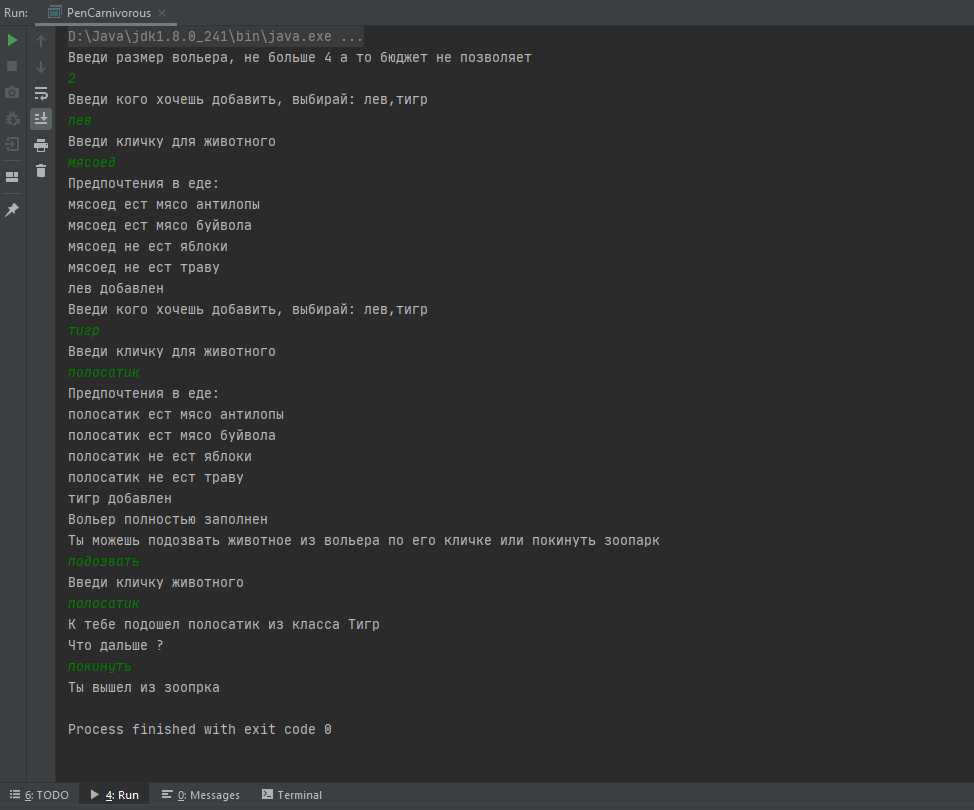 Run: PenCarnivorous
D:\Java\jdk1.8.0_241\bin\java.exe ...
Введи размер вольера, не больше 4 а то бюджет не позволяет
2
Введи кого хочешь добавить, выбирай: лев,тигр
лев
Введи кличку для животного
мясоед
Предпочтения в еде:
мясоед ест мясо антилопы
мясоед ест мясо буйвола
мясоед не ест яблоки
мясоед не ест траву
лев добавлен
Введи кого хочешь добавить, выбирай: лев,тигр
тигр
Введи кличку для животного
полосатик
Предпочтения в еде:
полосатик ест мясо антилопы
полосатик ест мясо буйвола
полосатик не ест яблоки
полосатик не ест траву
тигр добавлен
Вольер полностью заполнен
Ты можешь подозвать животное из вольера по его кличке или покинуть зоопарк
подозвать
Введи кличку животного
полосатик
К тебе подошел полосатик из класса Тигр
Что дальше ?
покинуть
Ты вышел из зоопрка
Process finished with exit code 0
6: TODO 4: Run 0: Messages Terminal